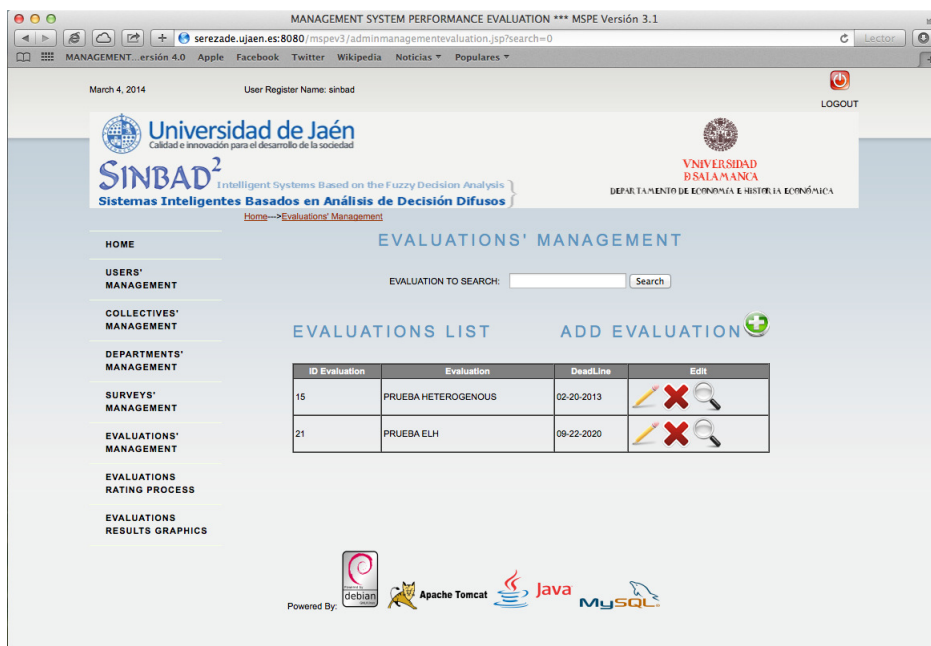 MANAGEMENT SYSTEM PERFORMANCE EVALUATION *** MSPE Versión 3.1
serezade.ujaen.es:8080/mspev3/adminmanagementevaluation.jsp?search=0
Lector
MANAGEMENT...ersión 4.0 Apple Facebook Twitter Wikipedia Noticias Populares
March 4, 2014 User Register Name: sinbad
LOGOUT
Universidad de Jaén
Calidad e innovación para el desarrollo de la sociedad
SINBAD2 Intelligent Systems Based on the Fuzzy Decision Analysis
Sistemas Inteligentes Basados en Análisis de Decisión Difusos
VNIVERSIDAD
D SALAMANCA
DEPARTAMENTO DE ECONOMÍA E HISTORIA ECONÓMICA
Home--->Evaluations' Management
HOME
USERS'
MANAGEMENT
COLLECTIVES'
MANAGEMENT
DEPARTMENTS'
MANAGEMENT
SURVEYS'
MANAGEMENT
EVALUATIONS'
MANAGEMENT
EVALUATIONS
RATING PROCESS
EVALUATIONS
RESULTS GRAPHICS
EVALUATIONS' MANAGEMENT
EVALUATION TO SEARCH: Search
EVALUATIONS LIST ADD EVALUATION
ID Evaluation Evaluation DeadLine Edit
15 PRUEBA HETEROGENOUS 02-20-2013
21 PRUEBA ELH 09-22-2020
Powered By:
debian
Apache Tomcat
Java
MySQL